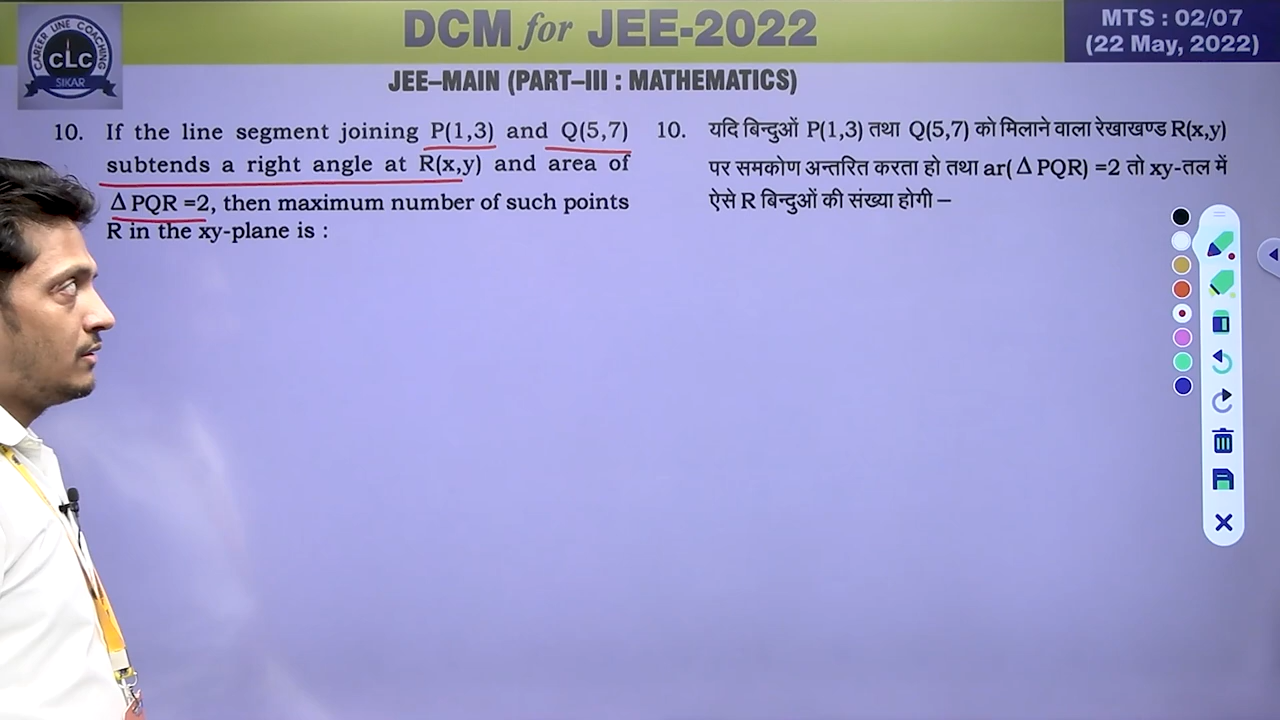 DCM for JEE-2022
MTS : 02/07
(22 May, 2022)
CAREER LINE COACHING
CLC
SIKAR
JEE–MAIN (PART–III : MATHEMATICS)
10. If the line segment joining P(1,3) and Q(5,7)
subtends a right angle at R(x,y) and area of
Δ PQR =2, then maximum number of such points
R in the xy-plane is :
10. यदि बिन्दुओं P(1,3) तथा Q(5,7) को मिलाने वाला रेखाखण्ड R(x,y)
पर समकोण अन्तरित करता हो तथा ar( Δ PQR) =2 तो xy-तल में
ऐसे R बिन्दुओं की संख्या होगी –